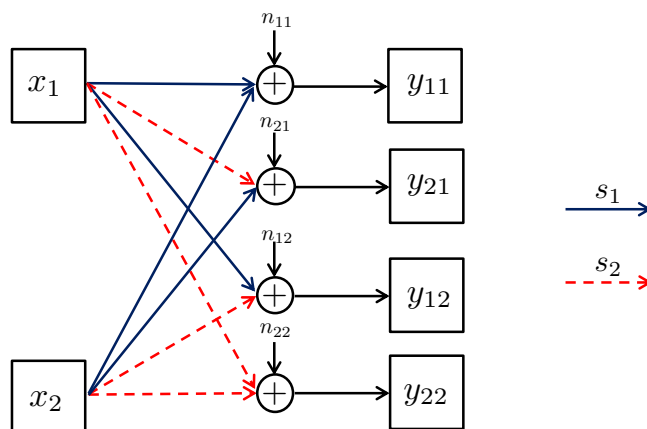 n₁₁
x₁
+
y₁₁
n₂₁
+
y₂₁
s₁
n₁₂
s₂
+
y₁₂
n₂₂
x₂
+
y₂₂